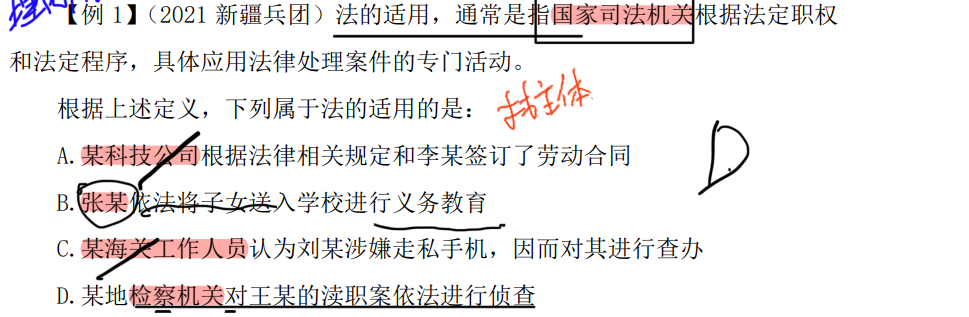 【例 1】（2021 新疆兵团）法的适用，通常是指国家司法机关根据法定职权
和法定程序，具体应用法律处理案件的专门活动。
根据上述定义，下列属于法的适用的是：
找主体
A.某科技公司根据法律相关规定和李某签订了劳动合同
B.张某依法将子女送入学校进行义务教育
D
C.某海关工作人员认为刘某涉嫌走私手机，因而对其进行查办
D.某地检察机关对王某的渎职案依法进行侦查